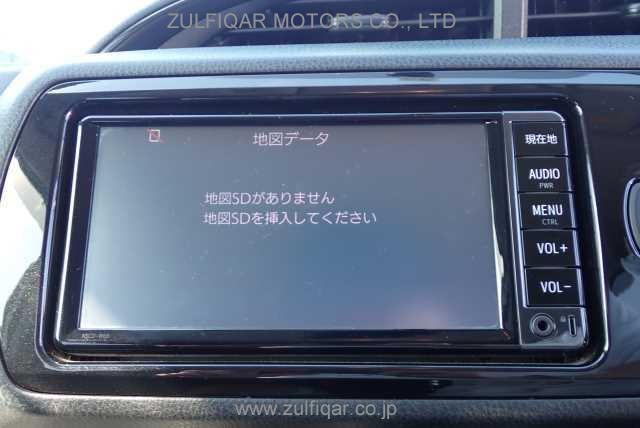 ZULFIQAR MOTORS CO., LTD
地図データ
地図SDがありません
地図SDを挿入してください
現在地
AUDIO
PWR
MENU
CTRL
VOL+
VOL-
www.zulfiqar.co.jp